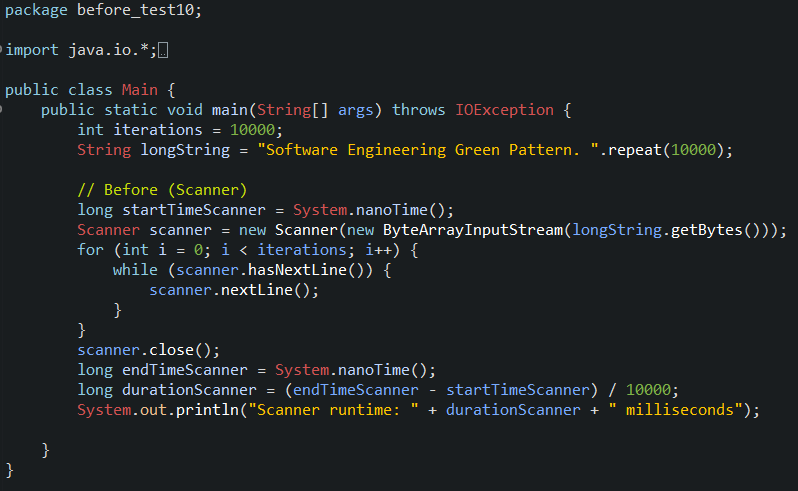 package before_test10;
import java.io.*;
public class Main {
public static void main(String[] args) throws IOException {
int iterations = 10000;
String longString = "Software Engineering Green Pattern. ".repeat(10000);
// Before (Scanner)
long startTimeScanner = System.nanoTime();
Scanner scanner = new Scanner(new ByteArrayInputStream(longString.getBytes()));
for (int i = 0; i < iterations; i++) {
while (scanner.hasNextLine()) {
scanner.nextLine();
}
}
scanner.close();
long endTimeScanner = System.nanoTime();
long durationScanner = (endTimeScanner - startTimeScanner) / 10000;
System.out.println("Scanner runtime: " + durationScanner + " milliseconds");
}
}